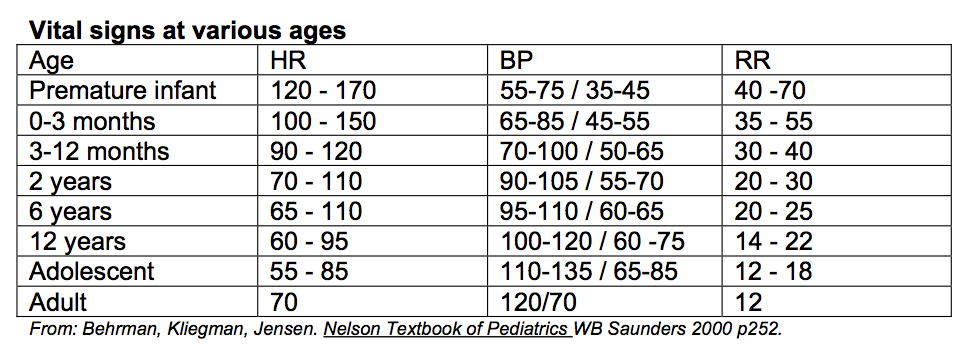 Vital signs at various ages
Age HR BP RR
Premature infant 120 - 170 55-75 / 35-45 40 -70
0-3 months 100 - 150 65-85 / 45-55 35 - 55
3-12 months 90 - 120 70-100 / 50-65 30 - 40
2 years 70 - 110 90-105 / 55-70 20 - 30
6 years 65 - 110 95-110 / 60-65 20 - 25
12 years 60 - 95 100-120 / 60 -75 14 - 22
Adolescent 55 - 85 110-135 / 65-85 12 - 18
Adult 70 120/70 12
From: Behrman, Kliegman, Jensen. Nelson Textbook of Pediatrics WB Saunders 2000 p252.